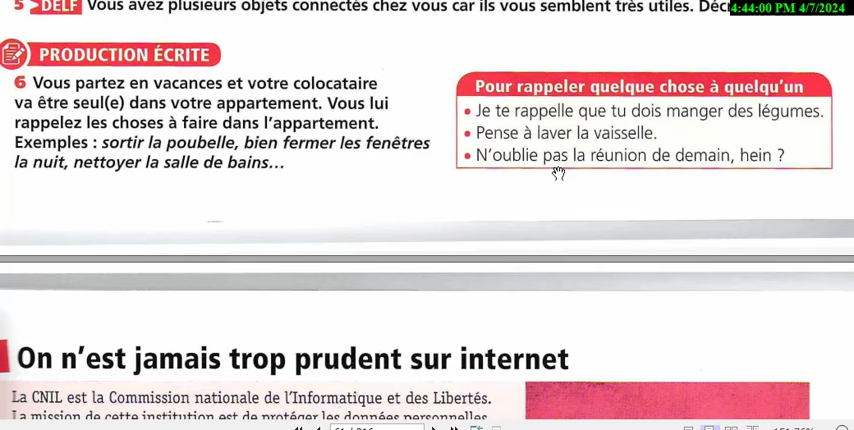 5 >DELF Vous avez plusieurs objets connectés chez vous car ils vous semblent très utiles.
4:44:00 PM 4/7/2024
PRODUCTION ÉCRITE
6 Vous partez en vacances et votre colocataire
va être seul(e) dans votre appartement. Vous lui
rappelez les choses à faire dans l'appartement.
Exemples : sortir la poubelle, bien fermer les fenêtres
la nuit, nettoyer la salle de bains...
Pour rappeler quelque chose à quelqu'un
• Je te rappelle que tu dois manger des légumes.
• Pense à laver la vaisselle.
• N'oublie pas la réunion de demain, hein ?
On n'est jamais trop prudent sur internet
La CNIL est la Commission nationale de l'Informatique et des Libertés.
La mission de cette institution est de protéger les données personnelles